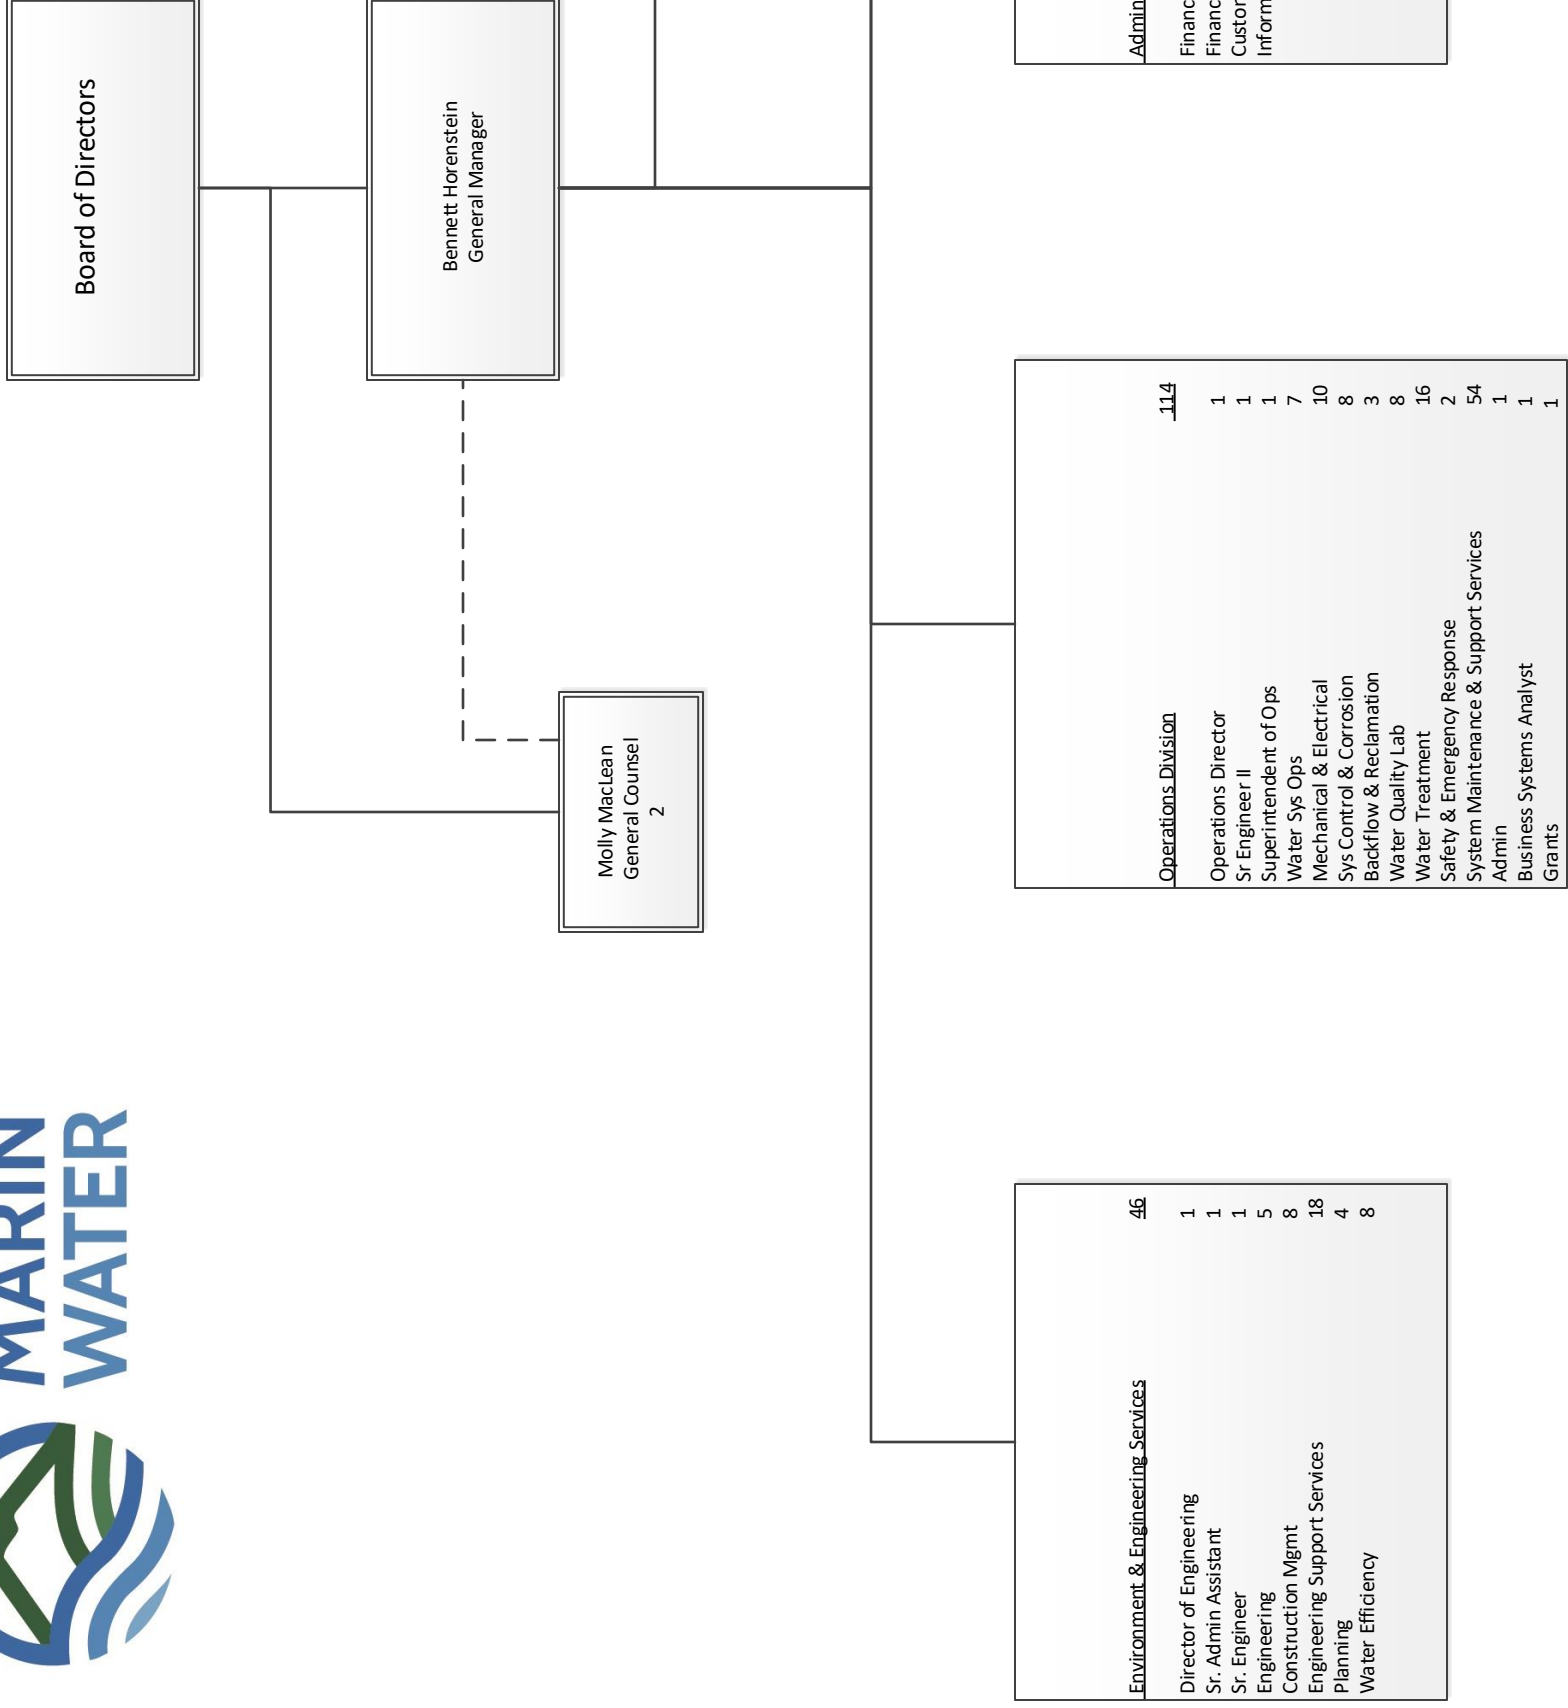 MARIN
WATER
Board of Directors
Bennett Horenstein
General Manager
Molly MacLean
General Counsel
2
Environment & Engineering Services 46
Director of Engineering 1
Sr. Admin Assistant 1
Sr. Engineer 1
Engineering 5
Construction Mgmt 8
Engineering Support Services 18
Planning 4
Water Efficiency 8
Operations Division 114
Operations Director 1
Sr Engineer II 1
Superintendent of Ops 1
Water Sys Ops 7
Mechanical & Electrical 10
Sys Control & Corrosion 8
Backflow & Reclamation 3
Water Quality Lab 8
Water Treatment 16
Safety & Emergency Response 2
System Maintenance & Support Services 54
Admin 1
Business Systems Analyst 1
Grants 1
Admin
Financ
Financ
Custor
Inform